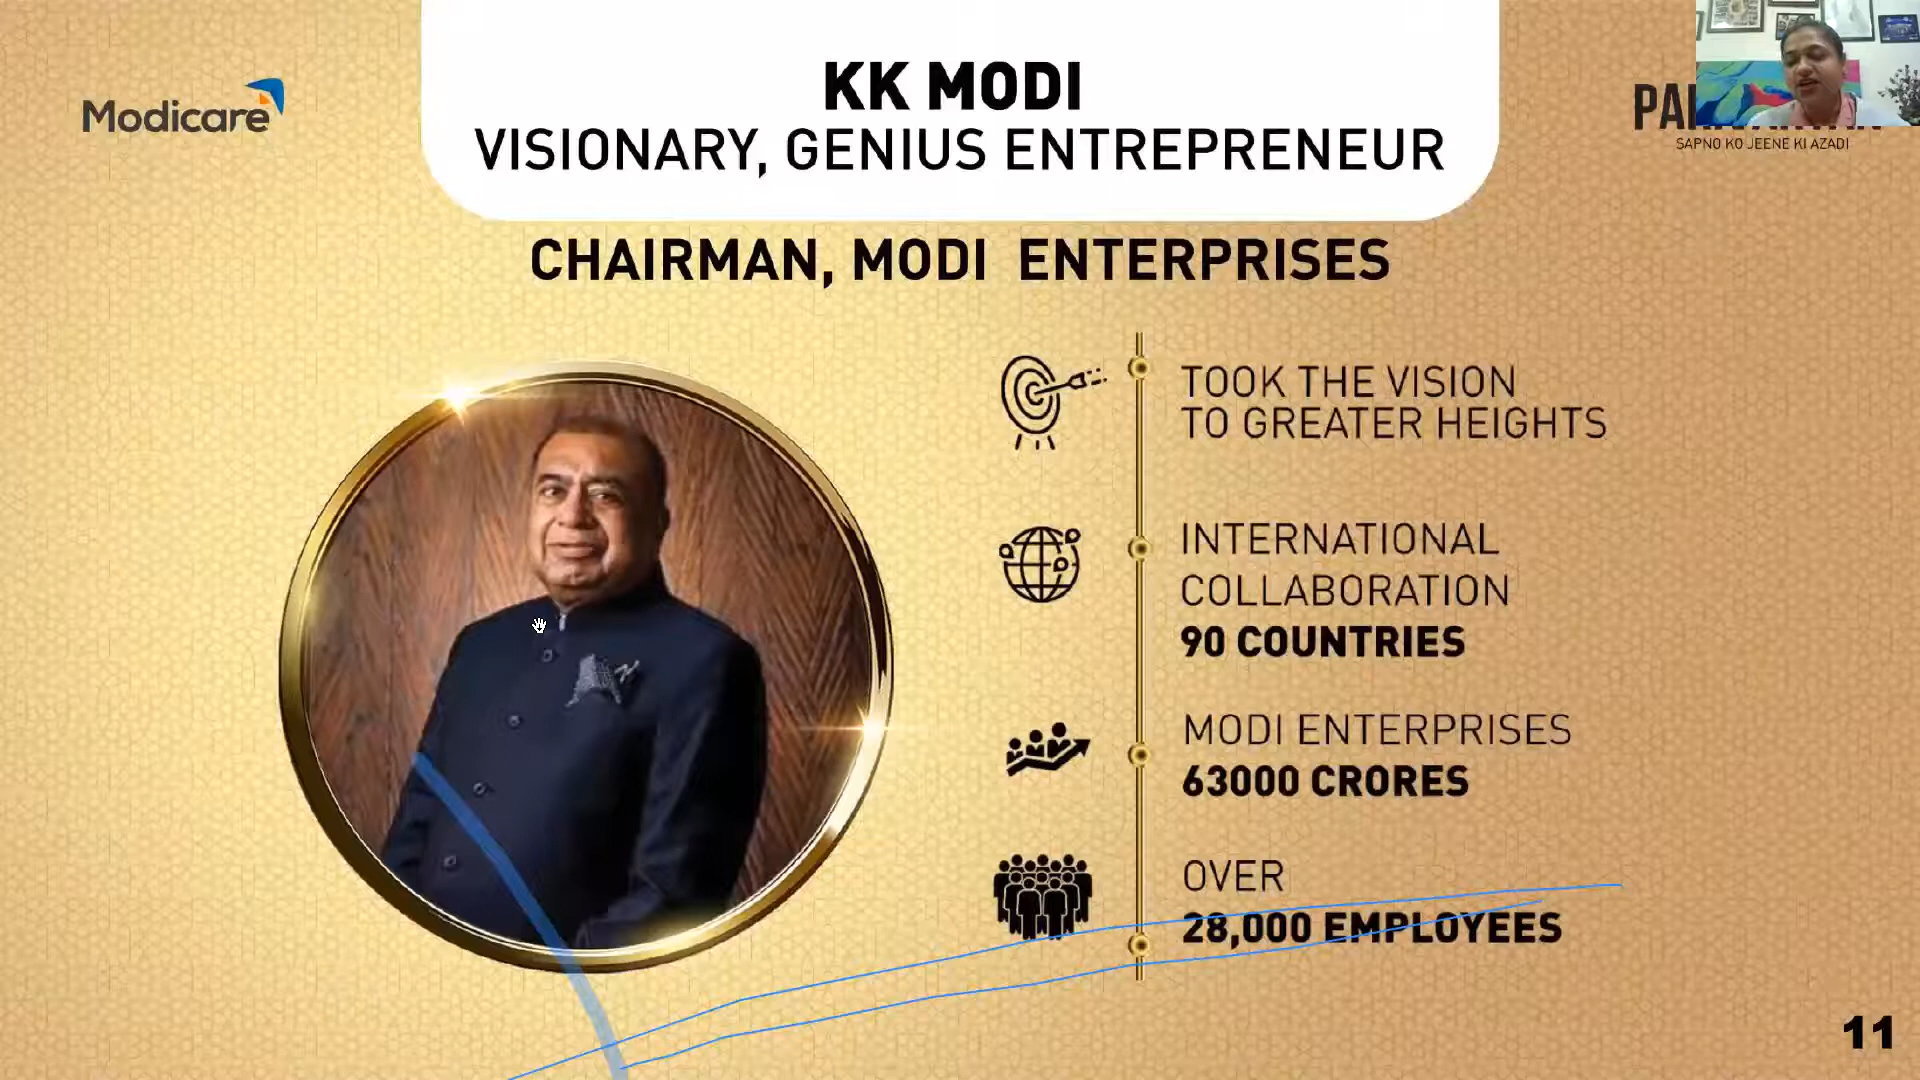 Modicare
KK MODI
VISIONARY, GENIUS ENTREPRENEUR
SAPNO KO JEENE KI AZADI
CHAIRMAN, MODI ENTERPRISES
TOOK THE VISION
TO GREATER HEIGHTS
INTERNATIONAL
COLLABORATION
90 COUNTRIES
MODI ENTERPRISES
63000 CRORES
OVER
28,000 EMPLOYEES
11